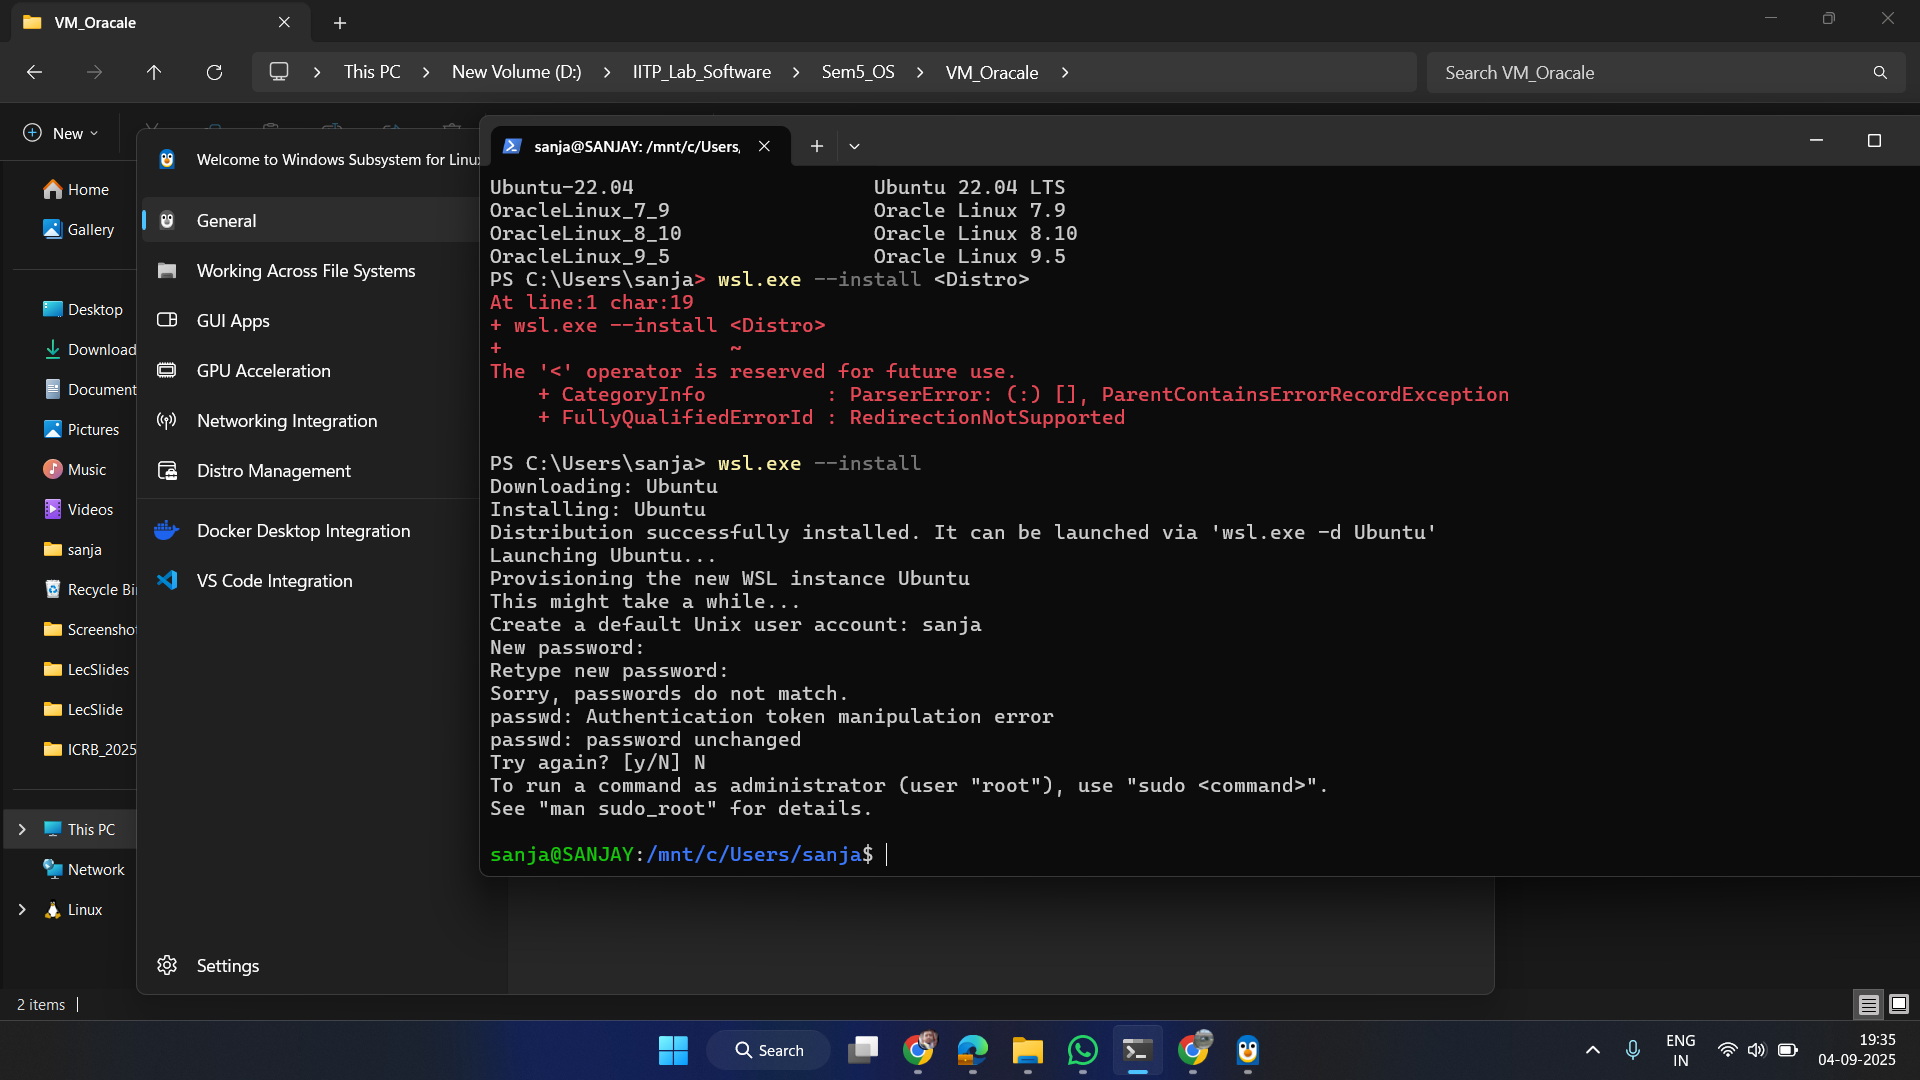 VM_Oracale
This PC
New Volume (D:)
IITP_Lab_Software
Sem5_OS
VM_Oracale
Search VM_Oracale
New
Home
Gallery
Desktop
Download
Document
Pictures
Music
Videos
sanja
Recycle Bi
Screensho
LecSlides
LecSlide
ICRB_2025
This PC
Network
Linux
2 items
Welcome to Windows Subsystem for Linu
General
Working Across File Systems
GUI Apps
GPU Acceleration
Networking Integration
Distro Management
Docker Desktop Integration
VS Code Integration
Settings
sanja@SANJAY: /mnt/c/Users,
Ubuntu-22.04 Ubuntu 22.04 LTS
OracleLinux_7_9 Oracle Linux 7.9
OracleLinux_8_10 Oracle Linux 8.10
OracleLinux_9_5 Oracle Linux 9.5
PS C:\Users\sanja> wsl.exe --install <Distro>
At line:1 char:19
+ wsl.exe --install <Distro>
+ ~
The '<' operator is reserved for future use.
+ CategoryInfo : ParserError: (:) [], ParentContainsErrorRecordException
+ FullyQualifiedErrorId : RedirectionNotSupported
PS C:\Users\sanja> wsl.exe --install
Downloading: Ubuntu
Installing: Ubuntu
Distribution successfully installed. It can be launched via 'wsl.exe -d Ubuntu'
Launching Ubuntu...
Provisioning the new WSL instance Ubuntu
This might take a while...
Create a default Unix user account: sanja
New password:
Retype new password:
Sorry, passwords do not match.
passwd: Authentication token manipulation error
passwd: password unchanged
Try again? [y/N] N
To run a command as administrator (user "root"), use "sudo <command>".
See "man sudo_root" for details.
sanja@SANJAY:/mnt/c/Users/sanja$
Search
ENG
IN
19:35
04-09-2025